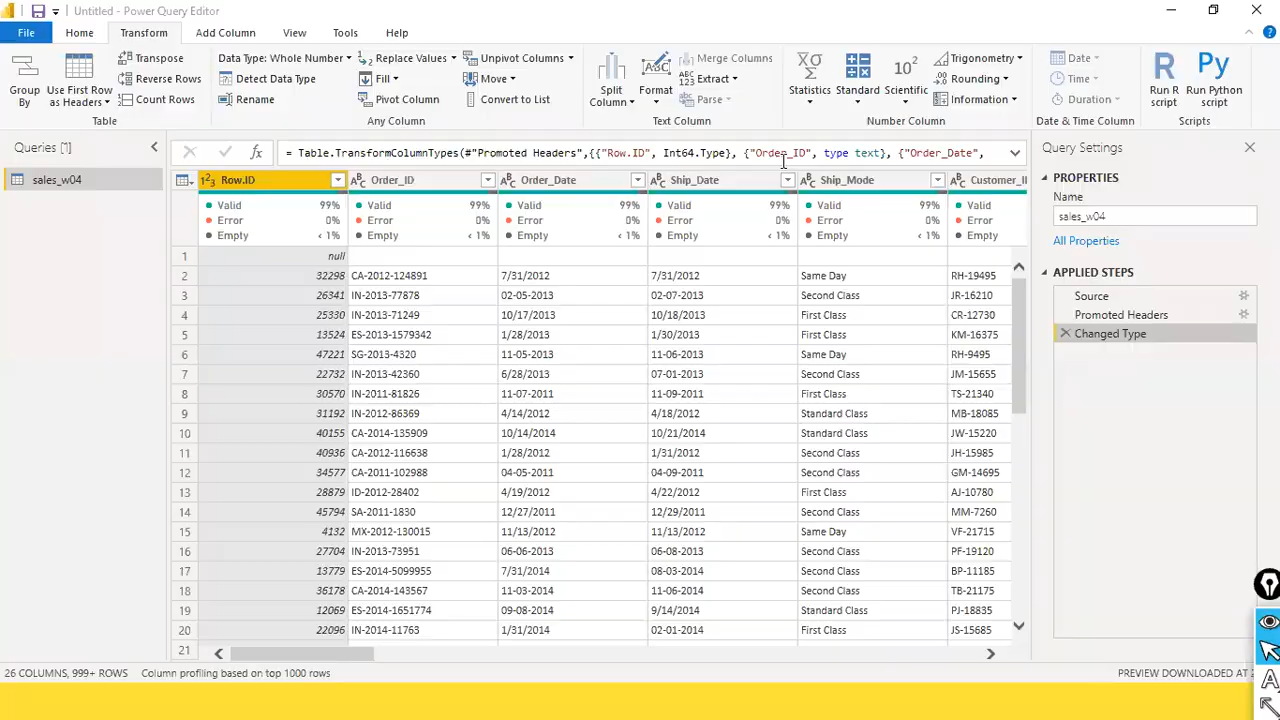 Untitled - Power Query Editor
File Home Transform Add Column View Tools Help
Group By
Use First Row as Headers
Transpose
Reverse Rows
Count Rows
Table
Data Type: Whole Number
Detect Data Type
Rename
Replace Values
Fill
Pivot Column
Unpivot Columns
Move
Convert to List
Any Column
Split Column
Format
Merge Columns
Extract
Parse
Text Column
Statistics
Standard
Scientific
Trigonometry
Rounding
Information
Number Column
Date
Time
Duration
Date & Time Column
Run R script
Run Python script
Scripts
Queries [1]
sales_w04
= Table.TransformColumnTypes(#"Promoted Headers",{{"Row.ID", Int64.Type}, {"Order_ID", type text}, {"Order_Date",
Row.ID Order_ID Order_Date Ship_Date Ship_Mode Customer_I
Valid 99% Valid 99% Valid 99% Valid 99% Valid 99% Valid
Error 0% Error 0% Error 0% Error 0% Error 0% Error
Empty < 1% Empty < 1% Empty < 1% Empty < 1% Empty < 1% Empty
1 null
2 32298 CA-2012-124891 7/31/2012 7/31/2012 Same Day RH-19495
3 26341 IN-2013-77878 02-05-2013 02-07-2013 Second Class JR-16210
4 25330 IN-2013-71249 10/17/2013 10/18/2013 First Class CR-12730
5 13524 ES-2013-1579342 1/28/2013 1/30/2013 First Class KM-16375
6 47221 SG-2013-4320 11-05-2013 11-06-2013 Same Day RH-9495
7 22732 IN-2013-42360 6/28/2013 07-01-2013 Second Class JM-15655
8 30570 IN-2011-81826 11-07-2011 11-09-2011 First Class TS-21340
9 31192 IN-2012-86369 4/14/2012 4/18/2012 Standard Class MB-18085
10 40155 CA-2014-135909 10/14/2014 10/21/2014 Standard Class JW-15220
11 40936 CA-2012-116638 1/28/2012 1/31/2012 Second Class JH-15985
12 34577 CA-2011-102988 04-05-2011 04-09-2011 Second Class GM-14695
13 28879 ID-2012-28402 4/19/2012 4/22/2012 First Class AJ-10780
14 45794 SA-2011-1830 12/27/2011 12/29/2011 Second Class MM-7260
15 4132 MX-2012-130015 11/13/2012 11/13/2012 Same Day VF-21715
16 27704 IN-2013-73951 06-06-2013 06-08-2013 Second Class PF-19120
17 13779 ES-2014-5099955 7/31/2014 08-03-2014 Second Class BP-11185
18 36178 CA-2014-143567 11-03-2014 11-06-2014 Second Class TB-21175
19 12069 ES-2014-1651774 09-08-2014 9/14/2014 Standard Class PJ-18835
20 22096 IN-2014-11763 1/31/2014 02-01-2014 First Class JS-15685
21
Query Settings
PROPERTIES
Name
sales_w04
All Properties
APPLIED STEPS
Source
Promoted Headers
Changed Type
26 COLUMNS, 999+ ROWS Column profiling based on top 1000 rows PREVIEW DOWNLOADED AT